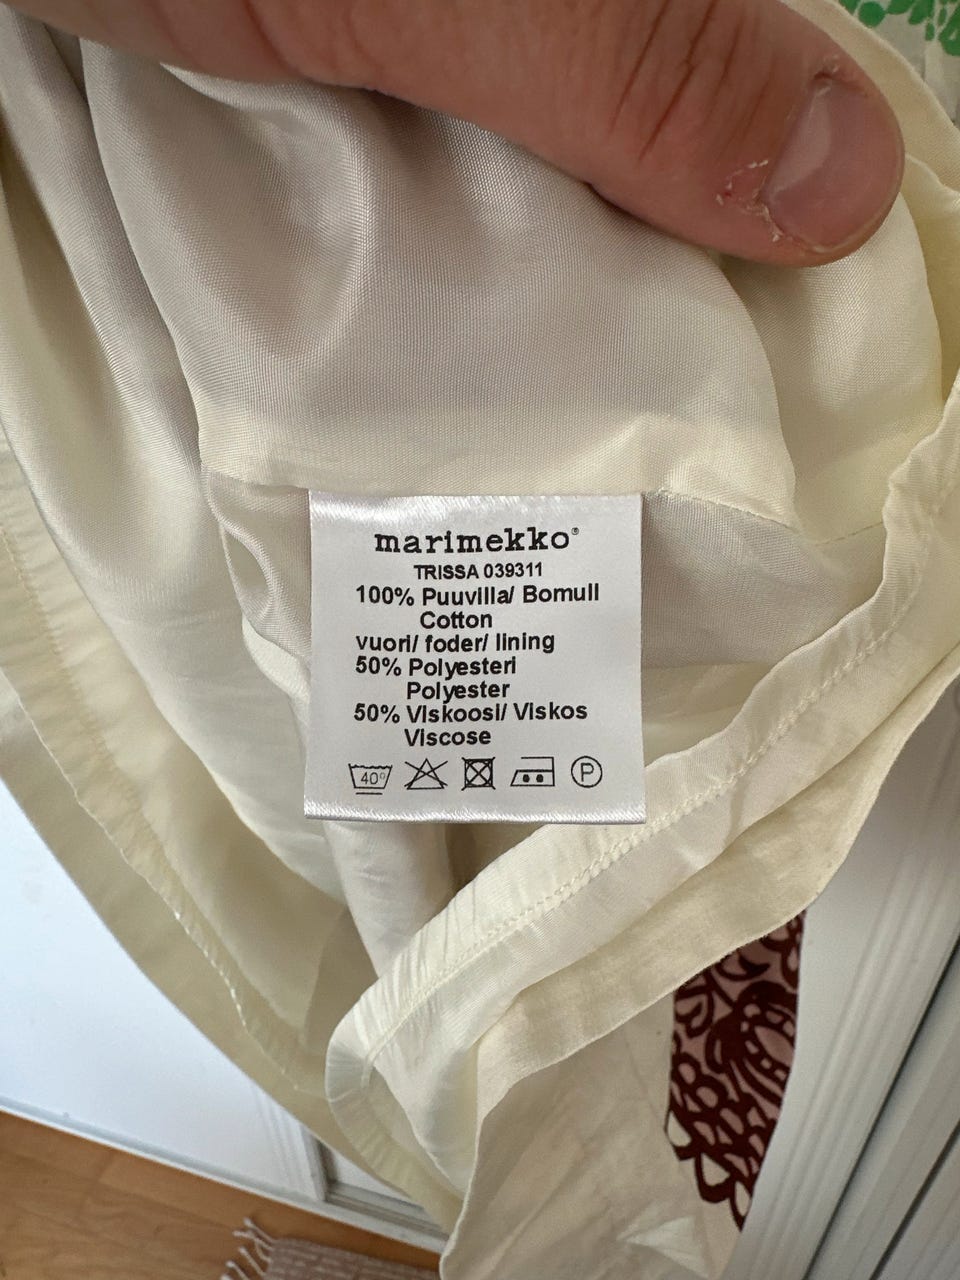 marimekko®
TRISSA 039311
100% Puuvilla/ Bomull
Cotton
vuori/ foder/ lining
50% Polyesteri
Polyester
50% Viskoosi/ Viskos
Viscose
40° P